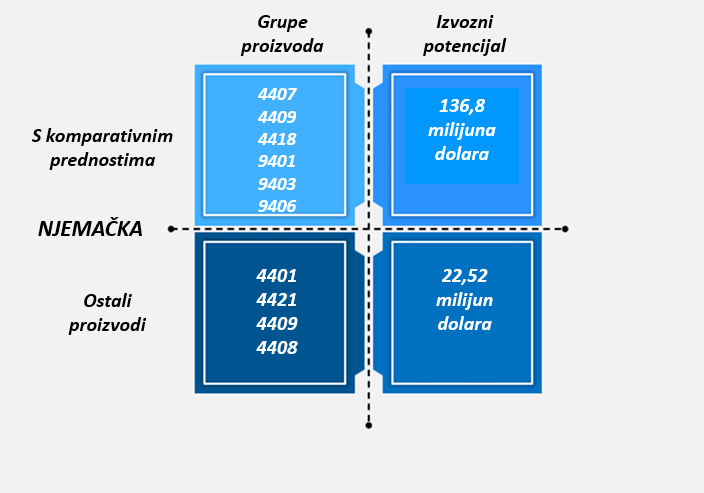 Grupe
proizvoda
Izvozni
potencijal
S komparativnim
prednostima
4407
4409
4418
9401
9403
9406
136,8
milijuna
dolara
NJEMAČKA
Ostali
proizvodi
4401
4421
4409
4408
22,52
milijun
dolara